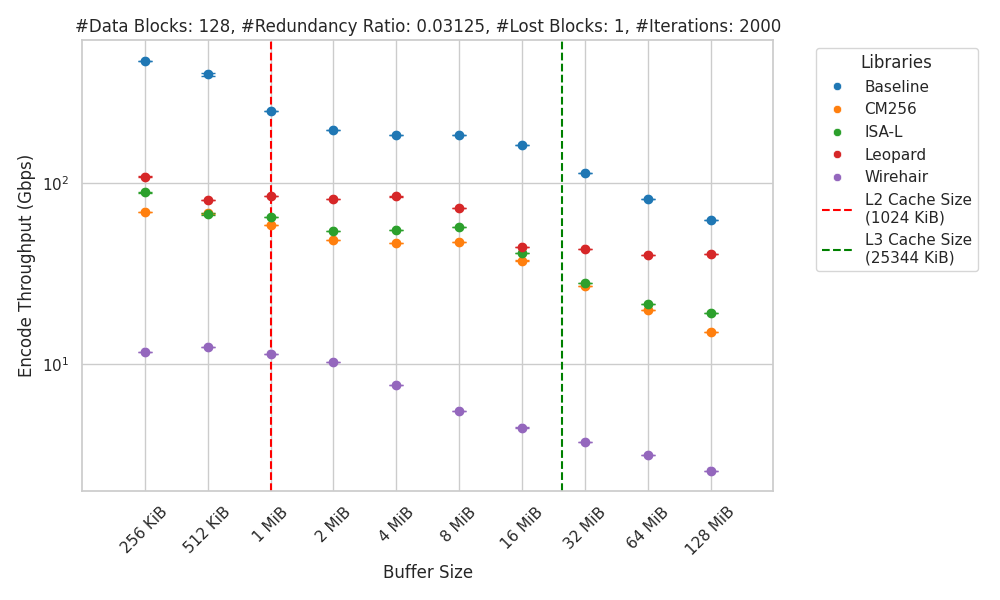 #Data Blocks: 128, #Redundancy Ratio: 0.03125, #Lost Blocks: 1, #Iterations: 2000
Encode Throughput (Gbps)
10²
10¹
256 KiB
512 KiB
1 MiB
2 MiB
4 MiB
8 MiB
16 MiB
32 MiB
64 MiB
128 MiB
Buffer Size
Libraries
Baseline
CM256
ISA-L
Leopard
Wirehair
L2 Cache Size
(1024 KiB)
L3 Cache Size
(25344 KiB)